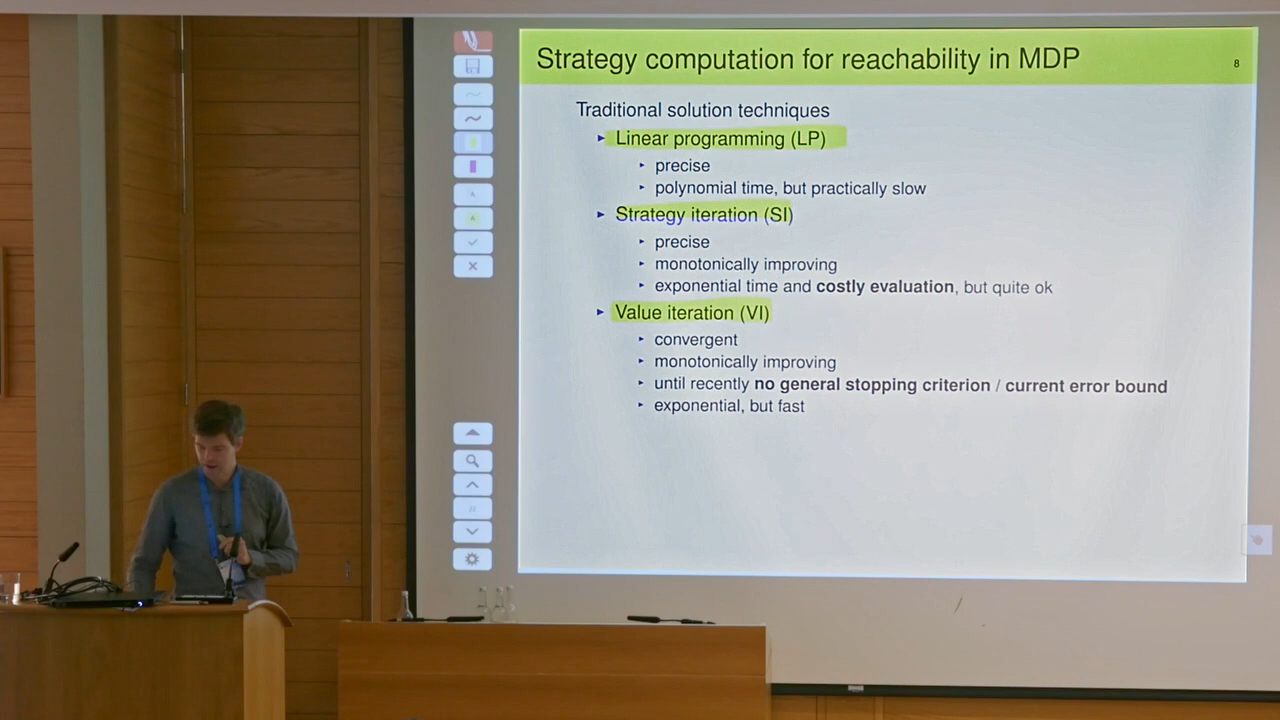 Strategy computation for reachability in MDP
8
Traditional solution techniques
Linear programming (LP)
precise
polynomial time, but practically slow
Strategy iteration (SI)
precise
monotonically improving
exponential time and costly evaluation, but quite ok
Value iteration (VI)
convergent
monotonically improving
until recently no general stopping criterion / current error bound
exponential, but fast